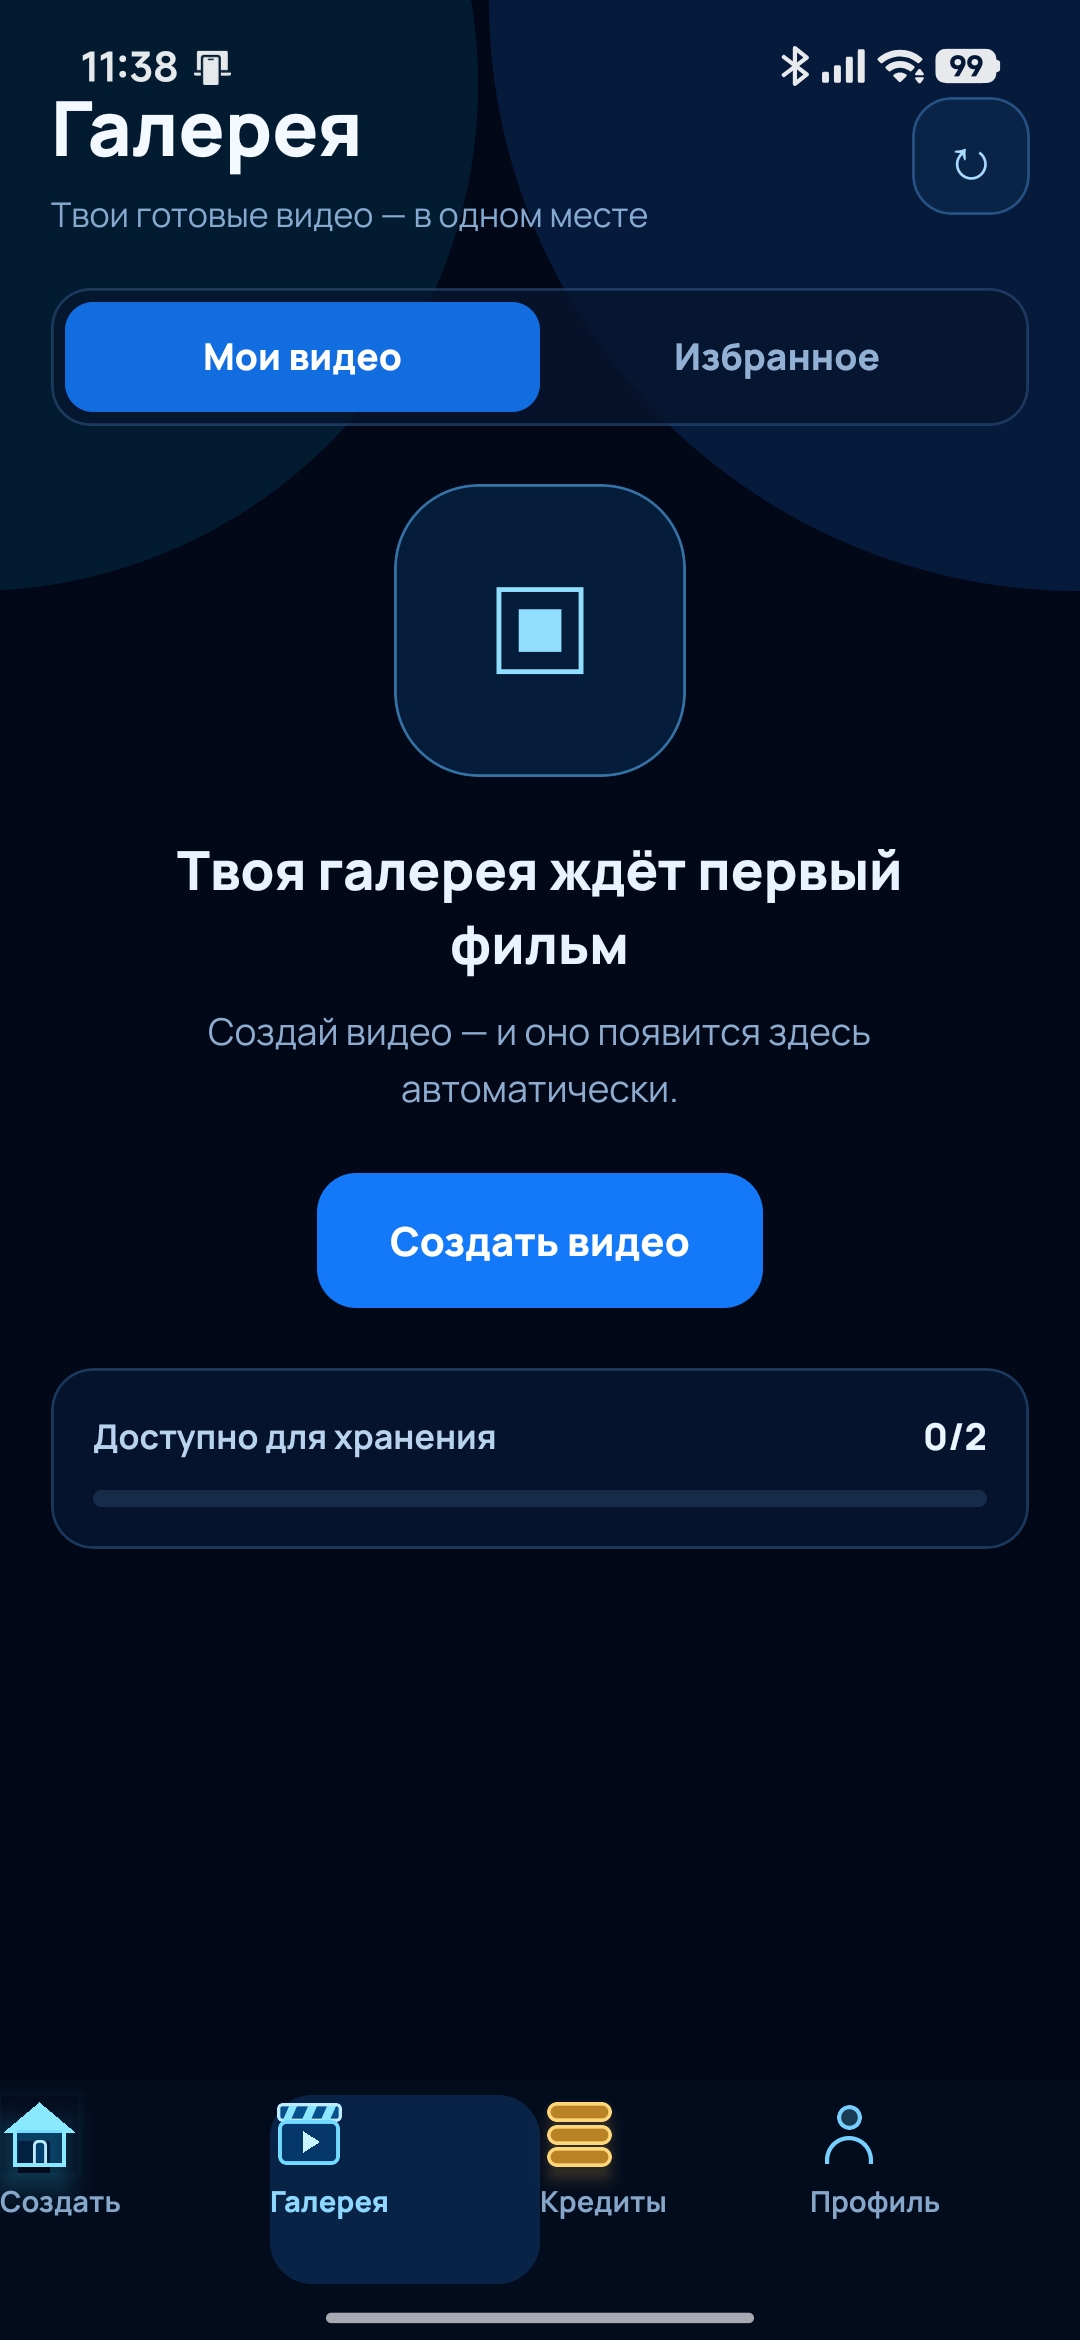 11:38
99
Галерея
Твои готовые видео — в одном месте
Мои видео
Избранное
Твоя галерея ждёт первый
фильм
Создай видео — и оно появится здесь
автоматически.
Создать видео
Доступно для хранения
0/2
Создать
Галерея
Кредиты
Профиль